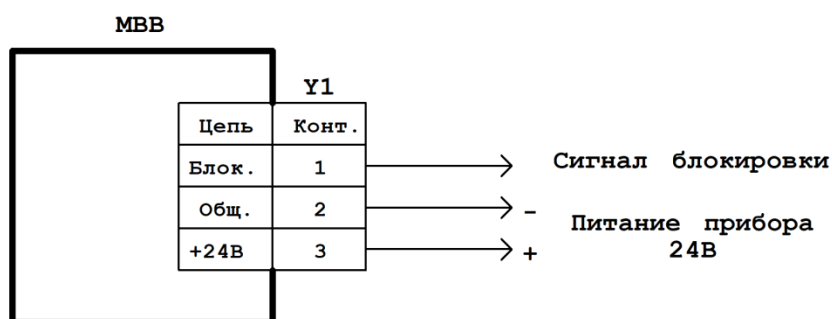 МВВ
Y1
Цепь Конт.
Блок. 1 Сигнал блокировки
Общ. 2 -
Питание прибора
+24В 3 + 24В